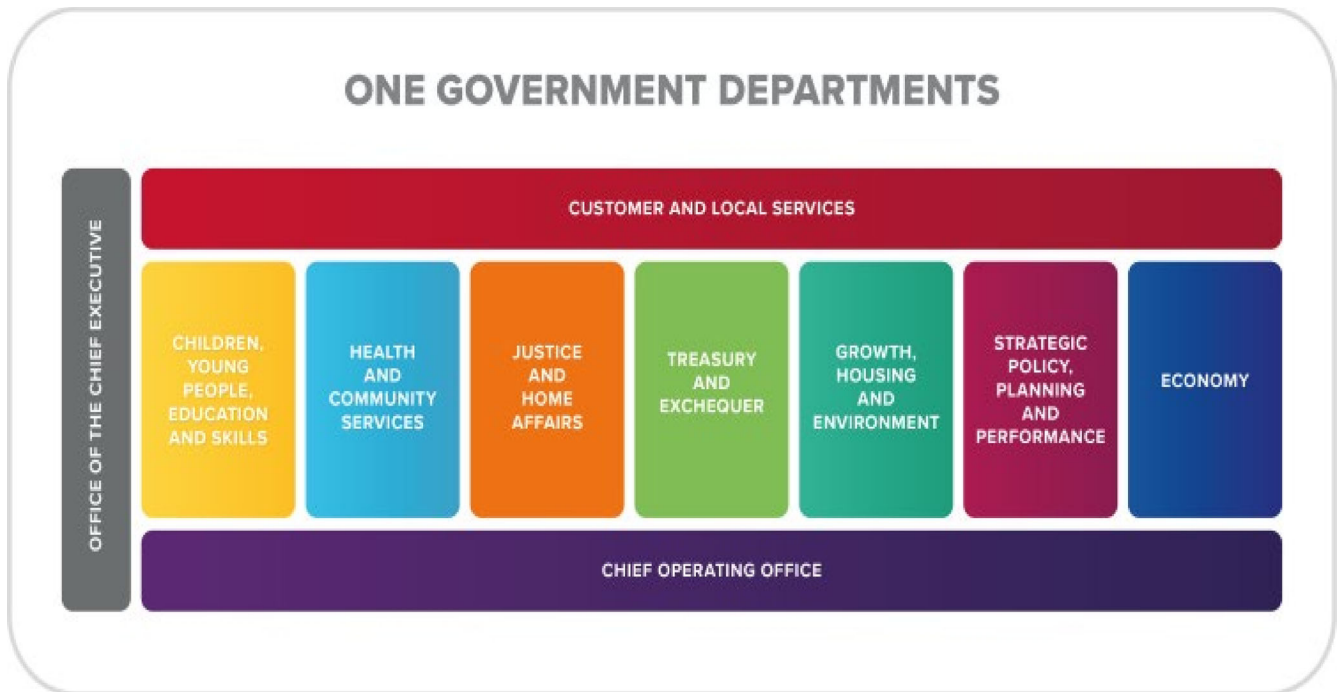 ONE GOVERNMENT DEPARTMENTS
OFFICE OF THE CHIEF EXECUTIVE
CUSTOMER AND LOCAL SERVICES
CHILDREN,
YOUNG
PEOPLE,
EDUCATION
AND SKILLS
HEALTH
AND
COMMUNITY
SERVICES
JUSTICE
AND
HOME
AFFAIRS
TREASURY
AND
EXCHEQUER
GROWTH,
HOUSING
AND
ENVIRONMENT
STRATEGIC
POLICY,
PLANNING
AND
PERFORMANCE
ECONOMY
CHIEF OPERATING OFFICE